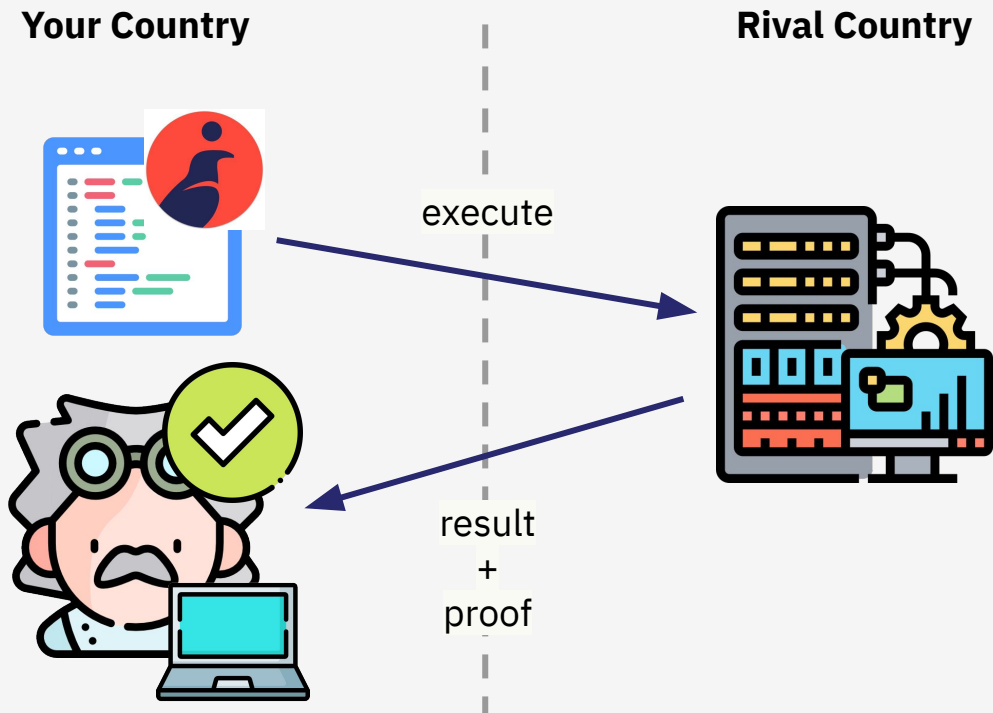 Your Country
Rival Country
execute
result
+
proof